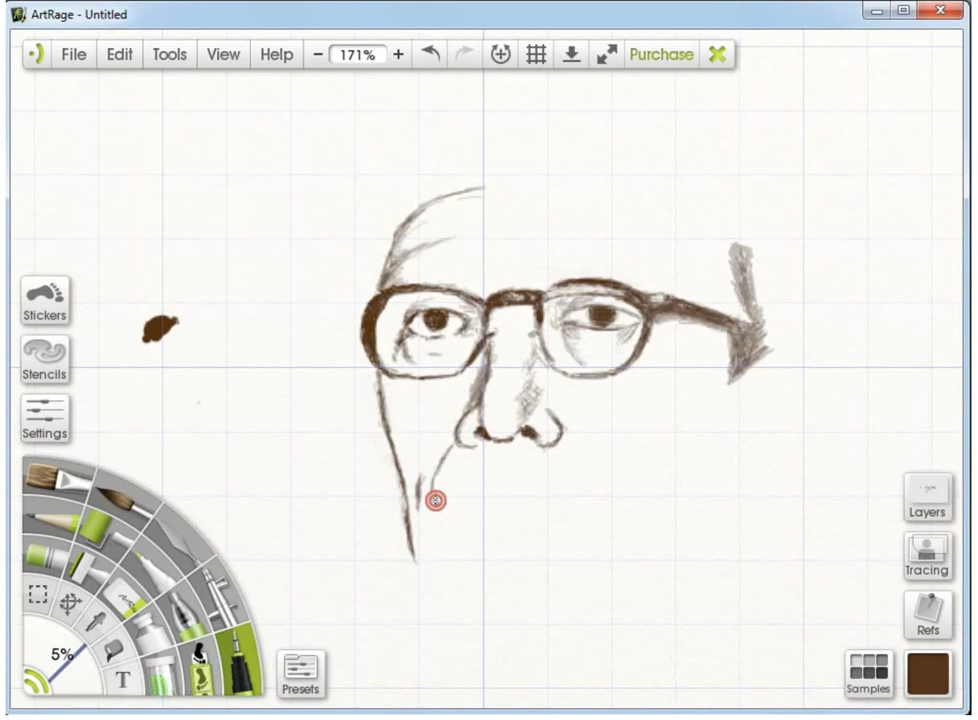 ArtRage - Untitled
File Edit Tools View Help − 171% + Purchase
Stickers
Stencils
Settings
Layers
Tracing
Refs
5%
T
Presets
Samples